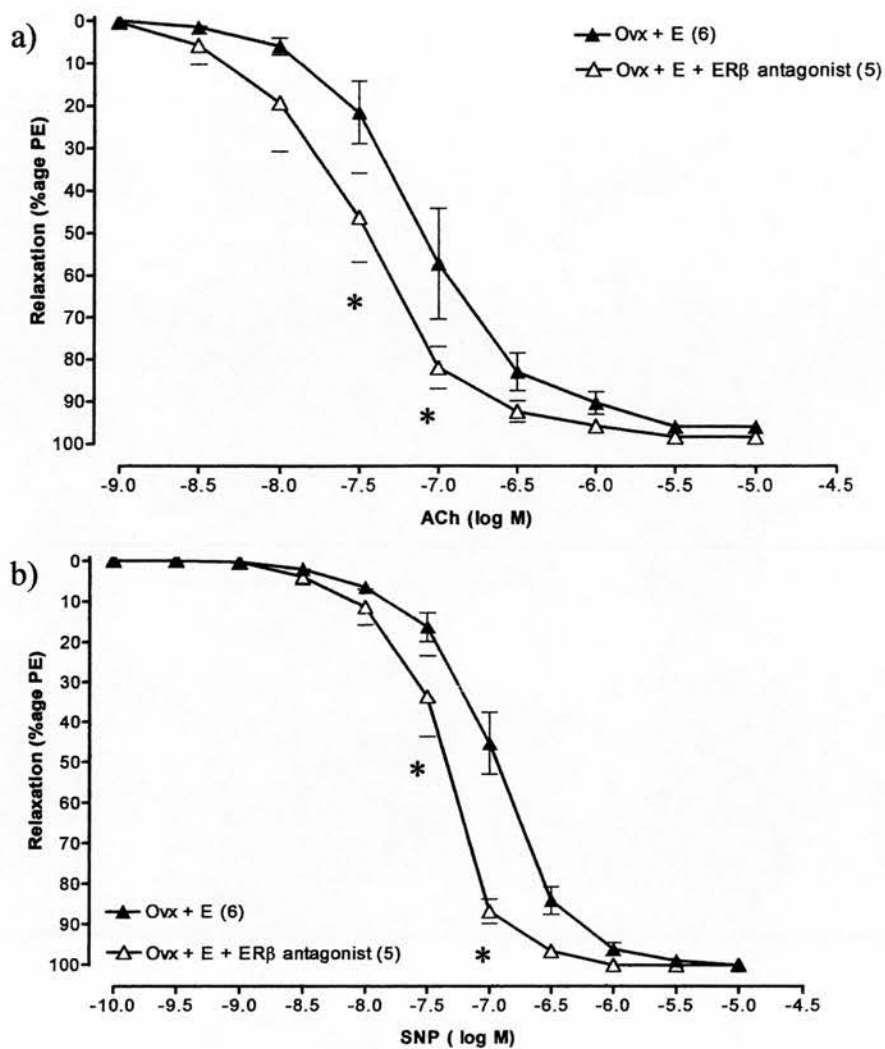 a)
▲ Ovx + E (6)
△ Ovx + E + ERβ antagonist (5)
Relaxation (%age PE)
0
10
20
30
40
50
60
70
80
90
100
*
*
-9.0 -8.5 -8.0 -7.5 -7.0 -6.5 -6.0 -5.5 -5.0 -4.5
ACh (log M)
b)
Relaxation (%age PE)
0
10
20
30
40
50
60
70
80
90
100
*
*
▲ Ovx + E (6)
△ Ovx + E + ERβ antagonist (5)
-10.0 -9.5 -9.0 -8.5 -8.0 -7.5 -7.0 -6.5 -6.0 -5.5 -5.0 -4.5
SNP ( log M)